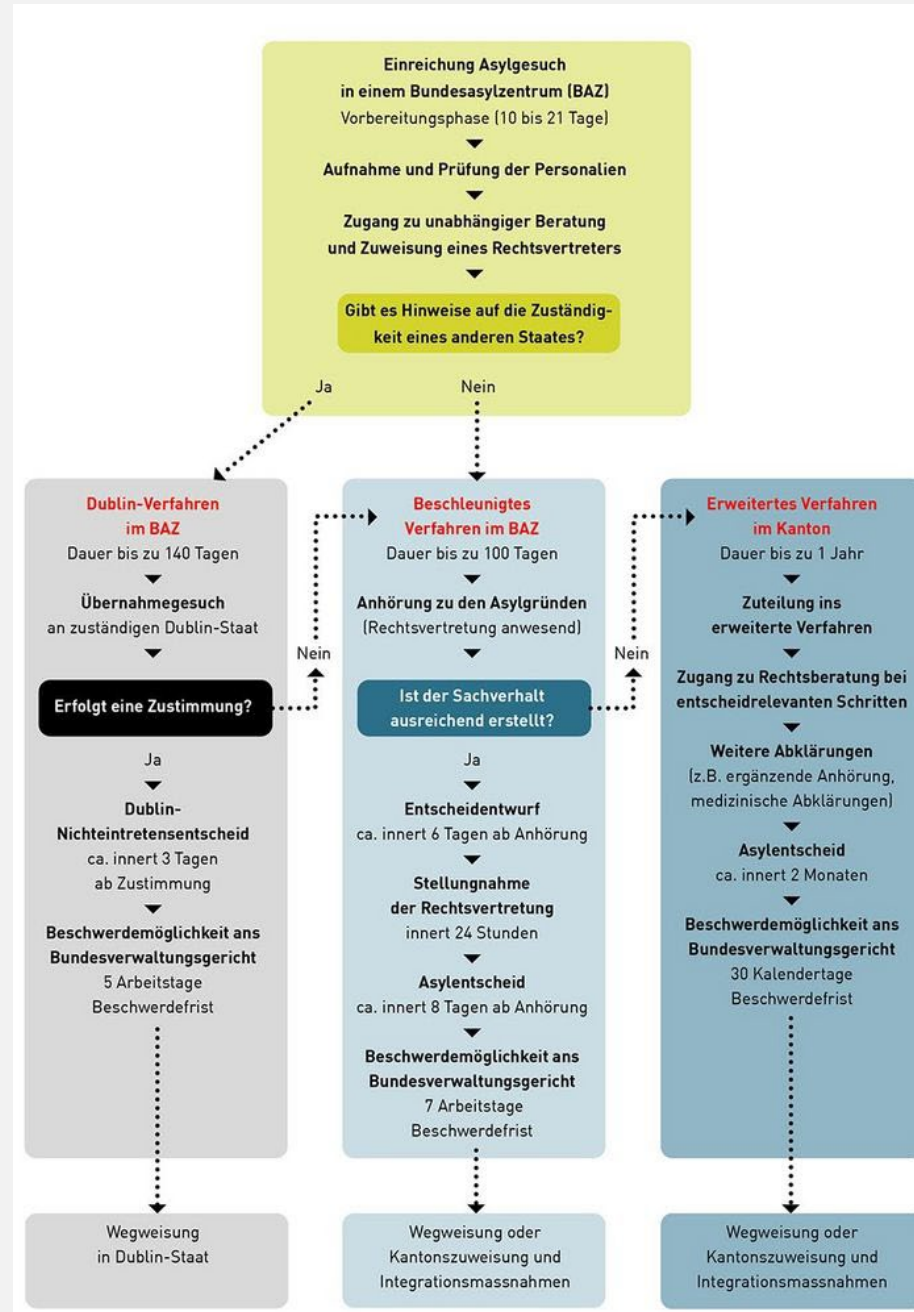 Einreichung Asylgesuch
in einem Bundesasylzentrum (BAZ)
Vorbereitungsphase (10 bis 21 Tage)
Aufnahme und Prüfung der Personalien
Zugang zu unabhängiger Beratung
und Zuweisung eines Rechtsvertreters
Gibt es Hinweise auf die Zuständig-
keit eines anderen Staates?
Ja
Nein
Dublin-Verfahren
im BAZ
Dauer bis zu 140 Tagen
Übernahmegesuch
an zuständigen Dublin-Staat
Erfolgt eine Zustimmung?
Nein
Ja
Dublin-
Nichteintretensentscheid
ca. innert 3 Tagen
ab Zustimmung
Beschwerdemöglichkeit ans
Bundesverwaltungsgericht
5 Arbeitstage
Beschwerdefrist
Wegweisung
in Dublin-Staat
Beschleunigtes
Verfahren im BAZ
Dauer bis zu 100 Tagen
Anhörung zu den Asylgründen
(Rechtsvertretung anwesend)
Ist der Sachverhalt
ausreichend erstellt?
Nein
Ja
Entscheidentwurf
ca. innert 6 Tagen ab Anhörung
Stellungnahme
der Rechtsvertretung
innert 24 Stunden
Asylentscheid
ca. innert 8 Tagen ab Anhörung
Beschwerdemöglichkeit ans
Bundesverwaltungsgericht
7 Arbeitstage
Beschwerdefrist
Wegweisung oder
Kantonszuweisung und
Integrationsmassnahmen
Erweitertes Verfahren
im Kanton
Dauer bis zu 1 Jahr
Zuteilung ins
erweiterte Verfahren
Zugang zu Rechtsberatung bei
entscheidrelevanten Schritten
Weitere Abklärungen
(z.B. ergänzende Anhörung,
medizinische Abklärungen)
Asylentscheid
ca. innert 2 Monaten
Beschwerdemöglichkeit ans
Bundesverwaltungsgericht
30 Kalendertage
Beschwerdefrist
Wegweisung oder
Kantonszuweisung und
Integrationsmassnahmen